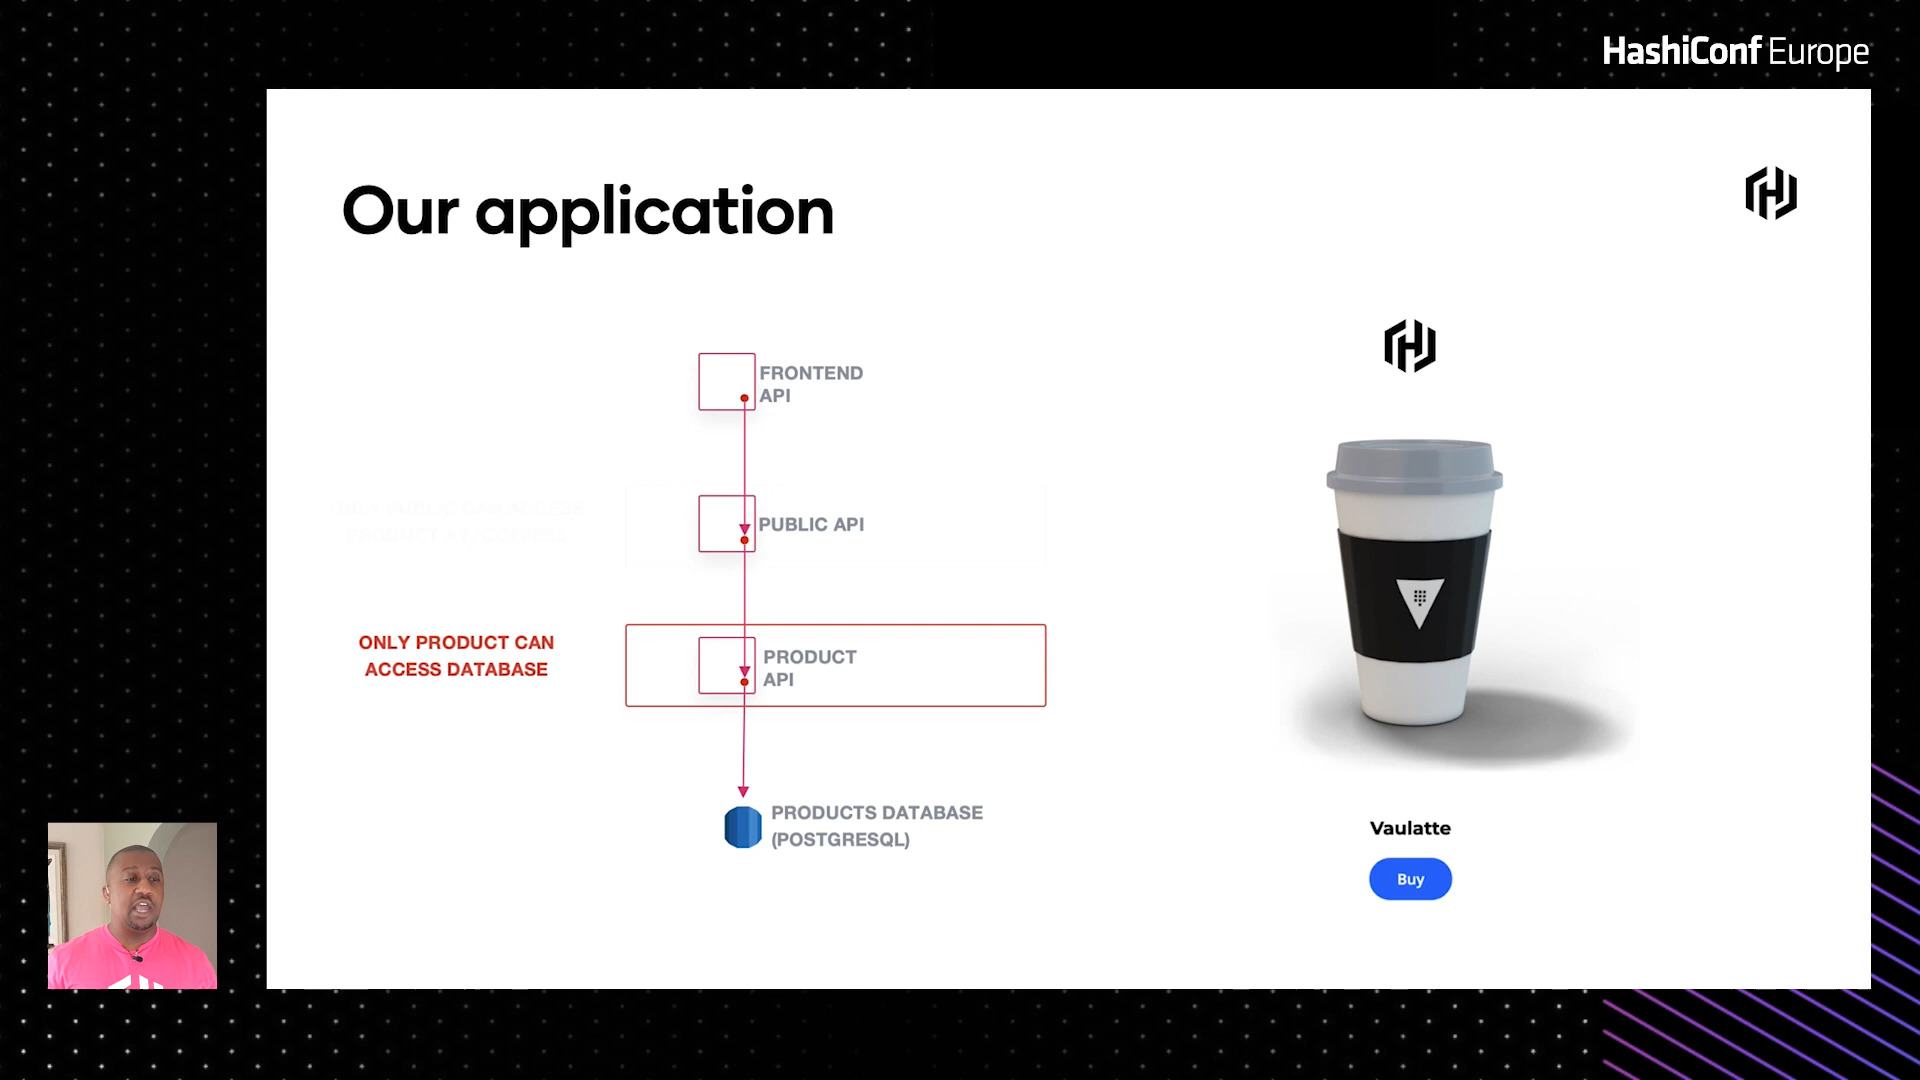 HashiConf Europe
Our application
FRONTEND
API
PUBLIC API
ONLY PRODUCT CAN
ACCESS DATABASE
PRODUCT
API
PRODUCTS DATABASE
(POSTGRESQL)
Vaulatte
Buy